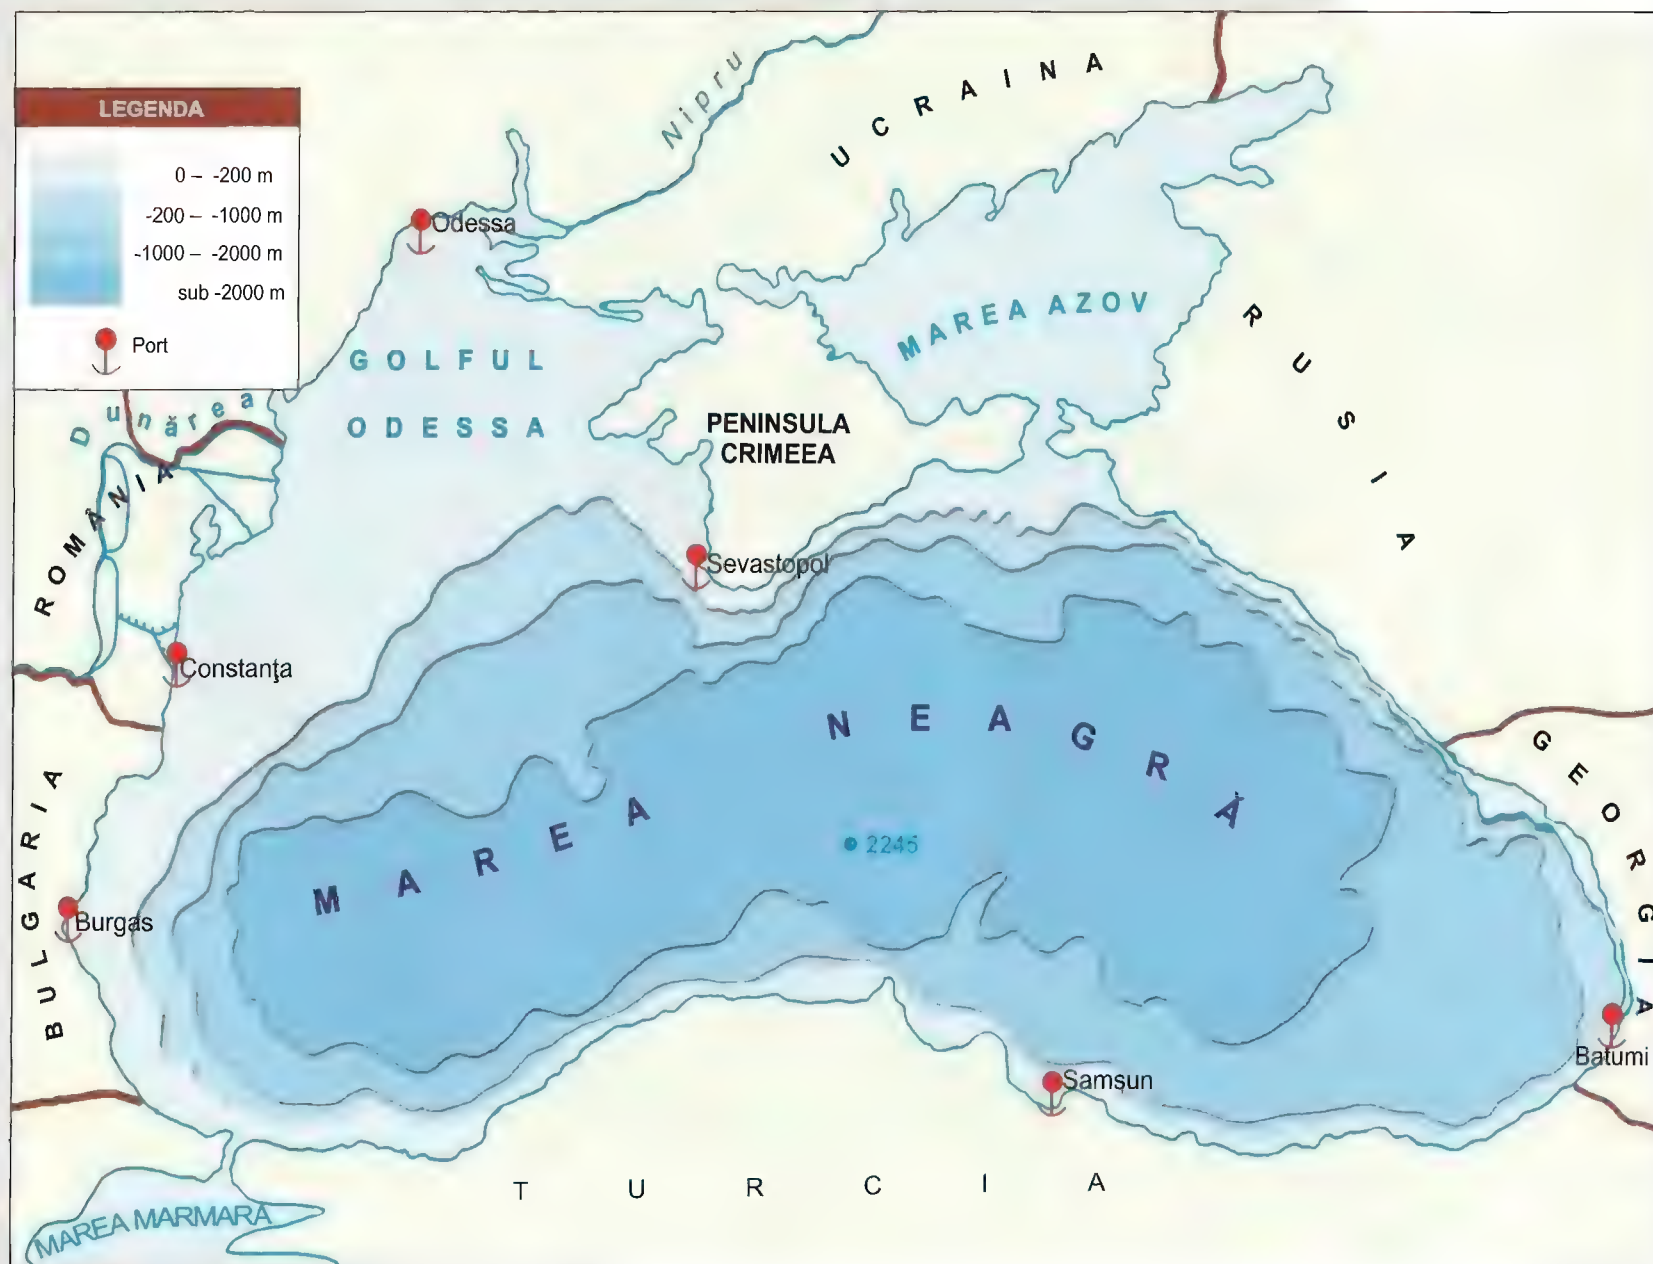 LEGENDA
0 – -200 m
-200 – -1000 m
-1000 – -2000 m
sub -2000 m
Port
Nipru
UCRAINA
Odessa
MAREA AZOV
RUSIA
GOLFUL
ODESSA
PENINSULA
CRIMEEA
Dunărea
ROMÂNIA
Sevastopol
Constanţa
MAREA NEAGRĂ
2245
GEORGIA
BULGARIA
Burgas
Batumi
Samsun
TURCIA
MAREA MARMARA